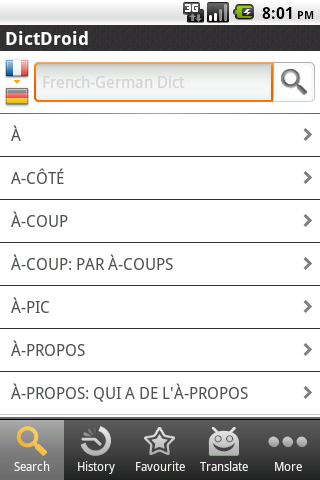 3G 8:01 PM
DictDroid
French-German Dict
À
A-CÔTÉ
À-COUP
À-COUP: PAR À-COUPS
À-PIC
À-PROPOS
À-PROPOS: QUI A DE L'À-PROPOS
Search History Favourite Translate More